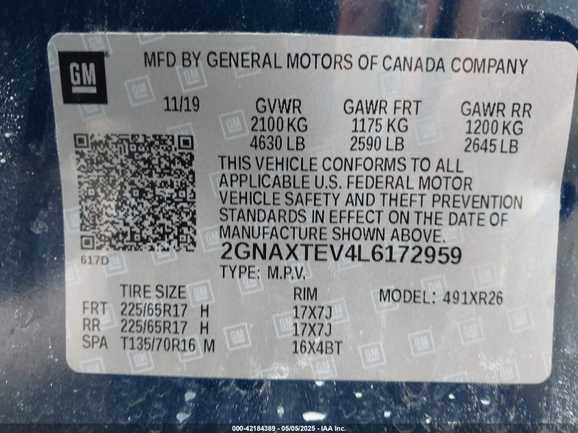 GM
MFD BY GENERAL MOTORS OF CANADA COMPANY
11/19 GVWR GAWR FRT GAWR RR
2100 KG 1175 KG 1200 KG
4630 LB 2590 LB 2645 LB
THIS VEHICLE CONFORMS TO ALL
APPLICABLE U.S. FEDERAL MOTOR
VEHICLE SAFETY AND THEFT PREVENTION
STANDARDS IN EFFECT ON THE DATE OF
MANUFACTURE SHOWN ABOVE.
617D
2GNAXTEV4L6172959
TYPE: M.P.V.
TIRE SIZE RIM MODEL: 491XR26
FRT 225/65R17 H 17X7J
RR 225/65R17 H 17X7J
SPA T135/70R16 M 16X4BT
000-42184389 - 05/05/2025 - IAA Inc.